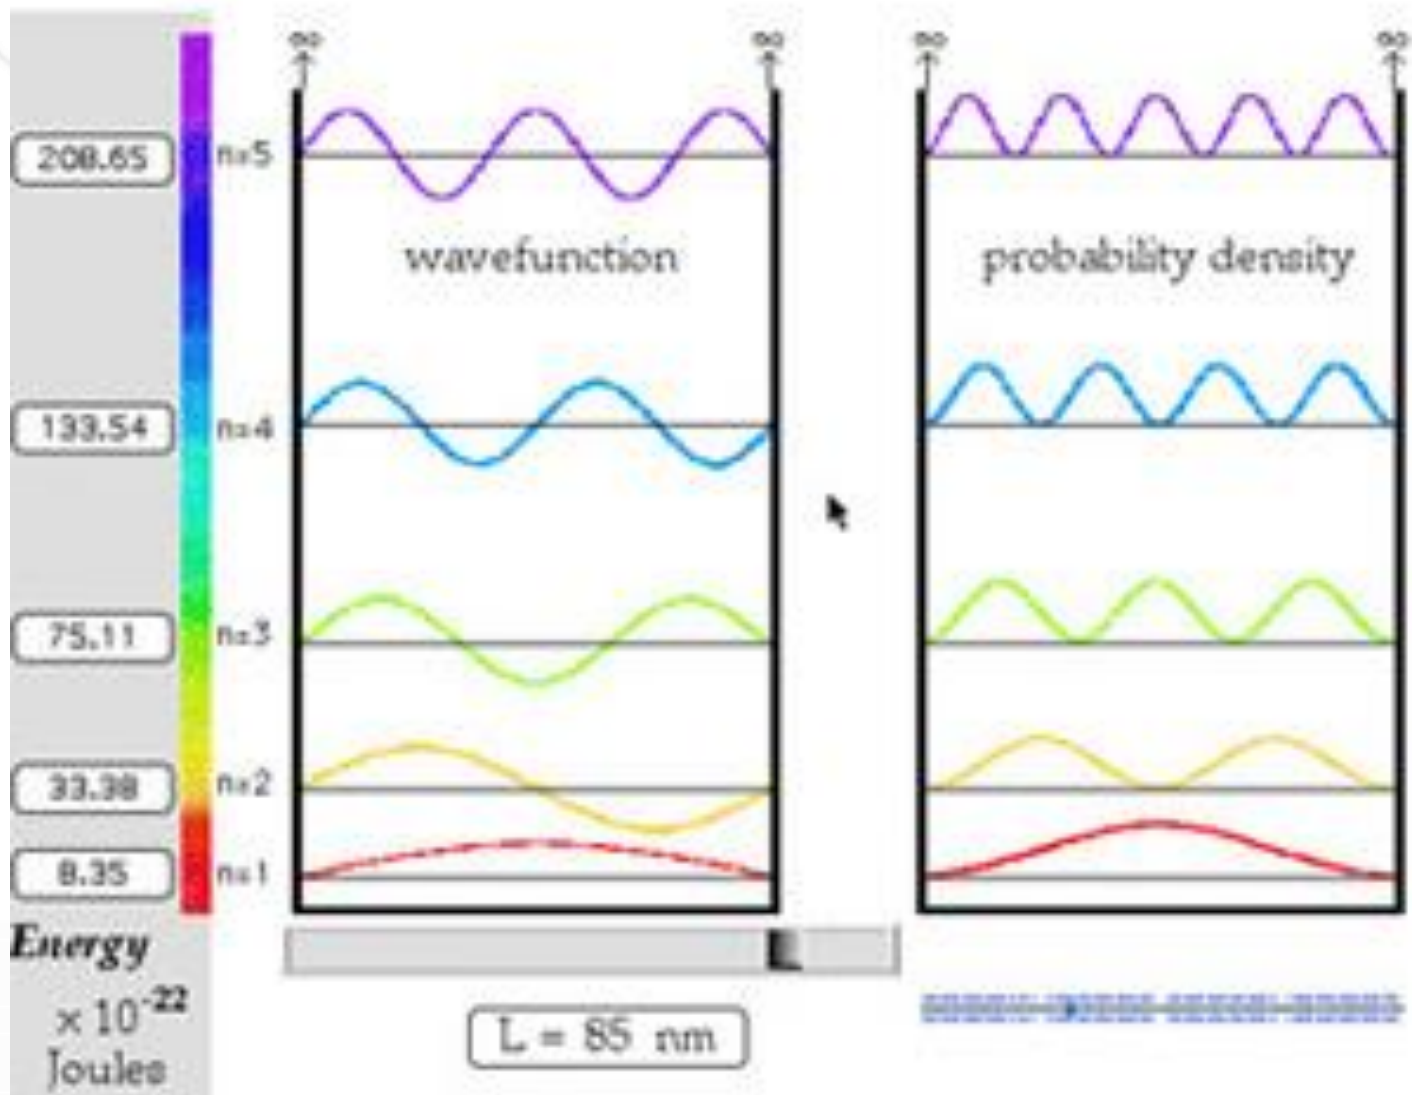 ∞ ∞ ∞ ∞
208.65 n=5
wavefunction probability density
133.54 n=4
75.11 n=3
33.38 n=2
8.35 n=1
Energy
× 10⁻²²
Joules
L = 85 nm